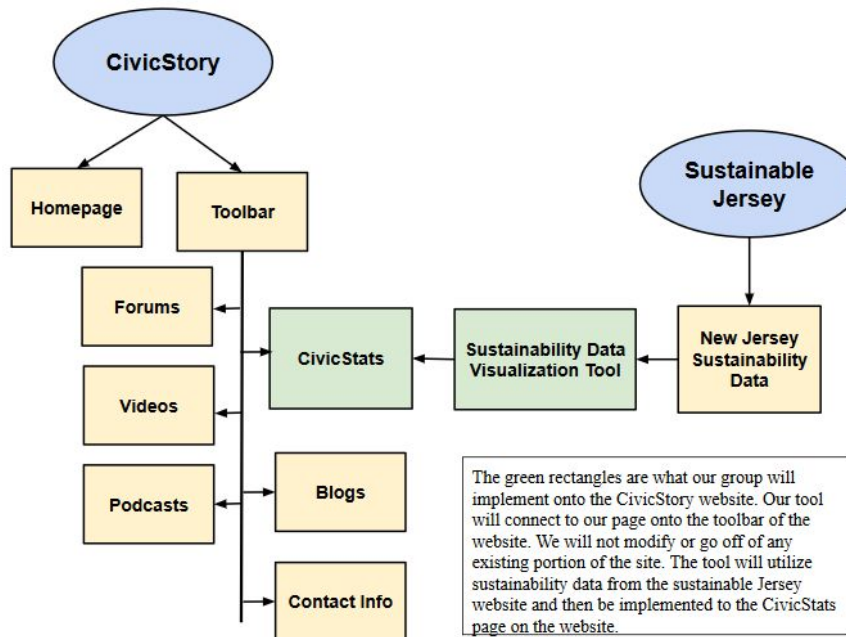 CivicStory
Sustainable
Jersey
Homepage
Toolbar
Forums
CivicStats
Sustainability Data
Visualization Tool
New Jersey
Sustainability
Data
Videos
Podcasts
Blogs
Contact Info
The green rectangles are what our group will
implement onto the CivicStory website. Our tool
will connect to our page onto the toolbar of the
website. We will not modify or go off of any
existing portion of the site. The tool will utilize
sustainability data from the sustainable Jersey
website and then be implemented to the CivicStats
page on the website.